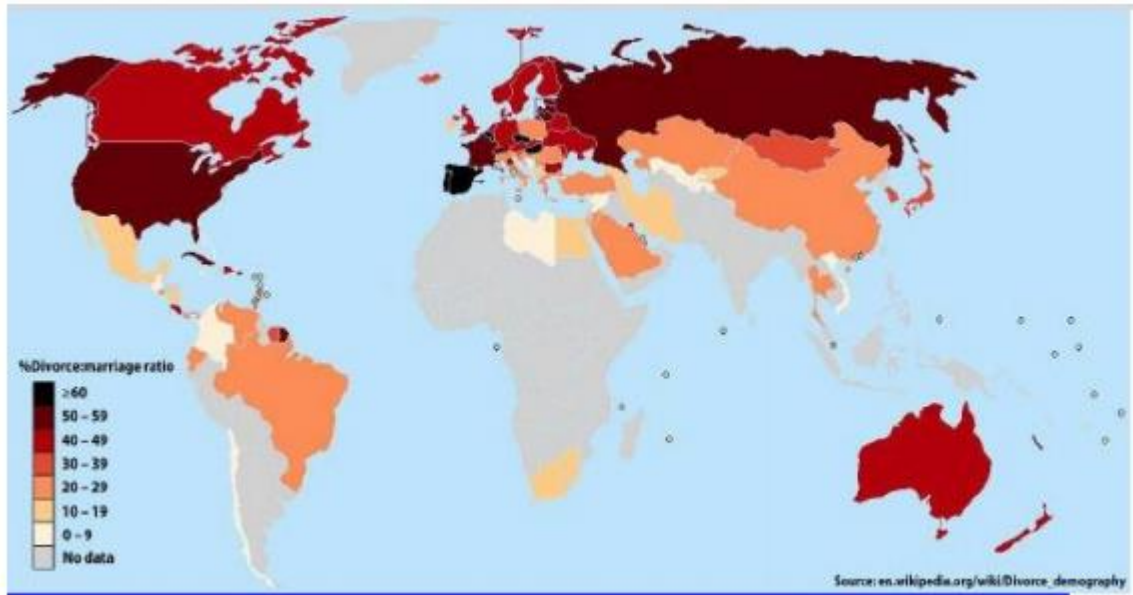 %Divorce:marriage ratio
≥60
50 – 59
40 – 49
30 – 39
20 – 29
10 – 19
0 – 9
No data
Source: en.wikipedia.org/wiki/Divorce_demography